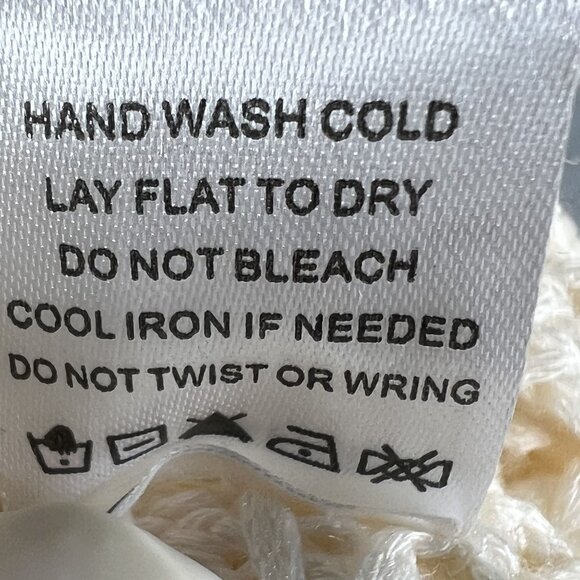 HAND WASH COLD
LAY FLAT TO DRY
DO NOT BLEACH
COOL IRON IF NEEDED
DO NOT TWIST OR WRING